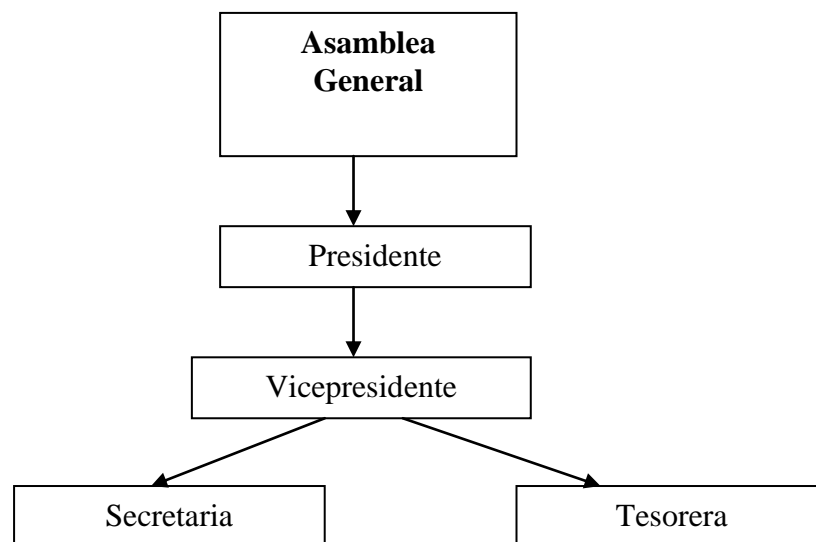 Asamblea
General
Presidente
Vicepresidente
Secretaria
Tesorera